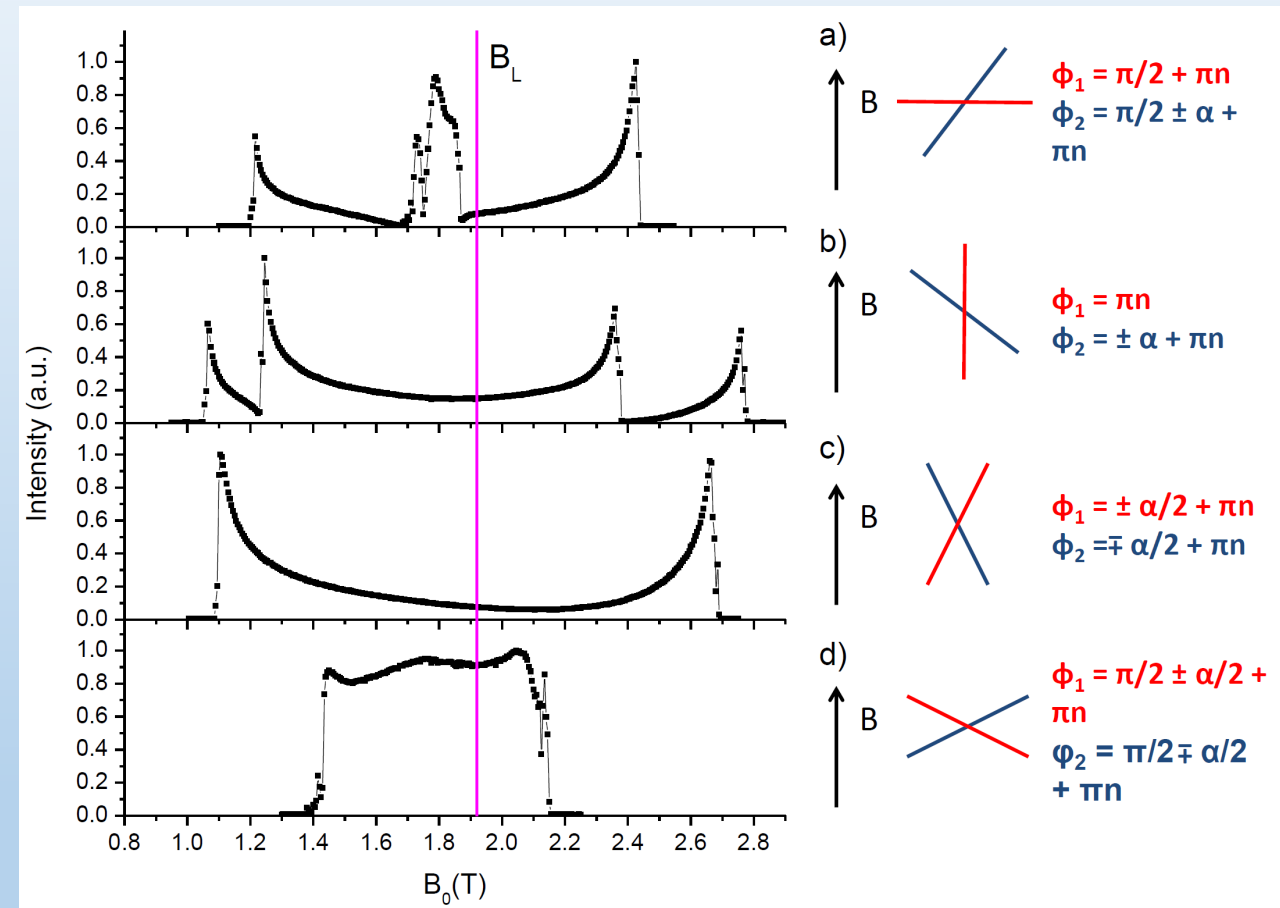 Intensity (a.u.)
B_L
1.0
0.8
0.6
0.4
0.2
0.0
1.0
0.8
0.6
0.4
0.2
0.0
1.0
0.8
0.6
0.4
0.2
0.0
1.0
0.8
0.6
0.4
0.2
0.0
0.8 1.0 1.2 1.4 1.6 1.8 2.0 2.2 2.4 2.6 2.8
B₀(T)
a)
B
ϕ₁ = π/2 + πn
ϕ₂ = π/2 ± α +
πn
b)
B
ϕ₁ = πn
ϕ₂ = ± α + πn
c)
B
ϕ₁ = ± α/2 + πn
ϕ₂ =∓ α/2 + πn
d)
B
ϕ₁ = π/2 ± α/2 +
πn
φ₂ = π/2∓ α/2
+ πn